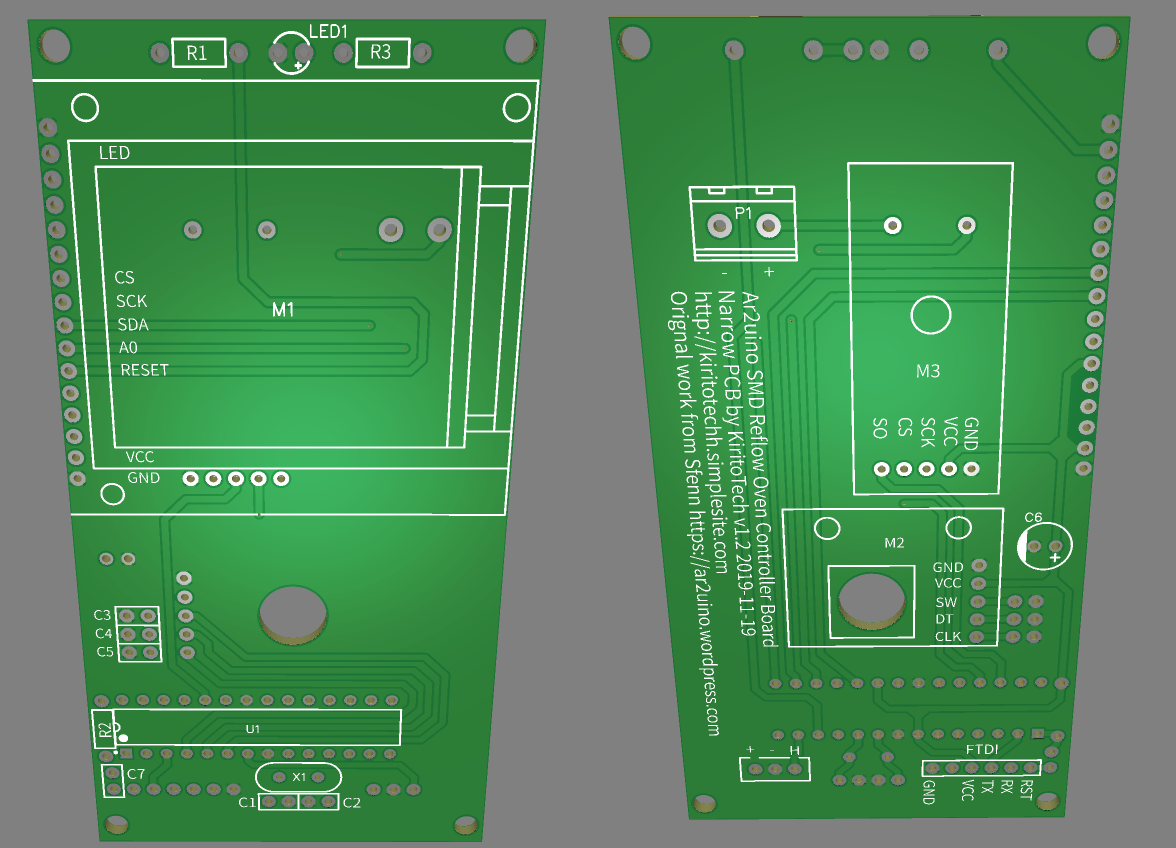 LED1
R1
R3
LED
CS
SCK
M1
SDA
A0
RESET
VCC
GND
C3
C4
C5
R2
U1
C7
X1
C1
C2
P1
- +
Ar2uino SMD Reflow Oven Controller Board
Narrow PCB by KiritoTech v1.2 2019-11-19
http://kiritotechh.simplesite.com
Orignal work from Sfenn https://ar2uino.wordpress.com
M3
SO
CS
SCK
VCC
GND
C6
+
M2
GND
VCC
SW
DT
CLK
+ - H
FTDI
GND
VCC
TX
RX
RST